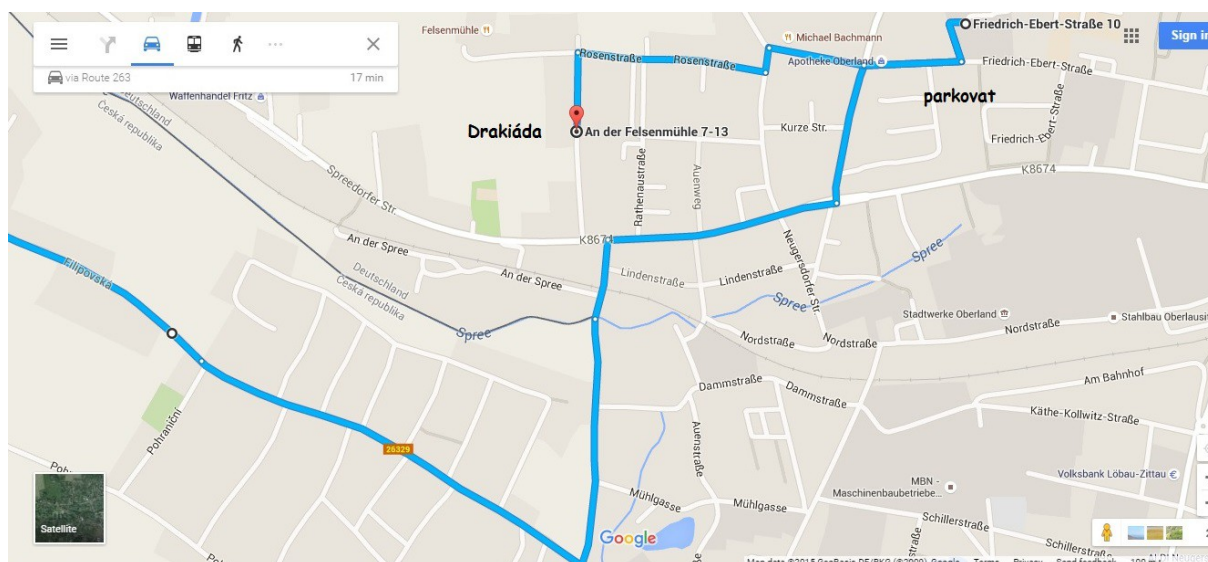 Felsenmühle
Michael Bachmann
Friedrich-Ebert-Straße 10
Sign in
via Route 263
17 min
Rosenstraße
Rosenstraße
Apotheke Oberland
Friedrich-Ebert-Straße
Waffenhandel Fritz
Deutschland
Česká republika
parkovat
Drakiáda
An der Felsenmühle 7-13
Kurze Str.
Friedrich-Ebert-Straße
Friedrich-Ebert-Straße
K8674
Spreedorfer Str.
Rathenaustraße
Auenweg
K8674
An der Spree
Neugersdorfer Str.
Spree
Filipovská
Deutschland
Česká republika
An der Spree
Lindenstraße
Lindenstraße
Spree
Stadtwerke Oberland
Stahlbau Oberlausit
Spree
Nordstraße
Nordstraße
Nordstraße
Am Bahnhof
Dammstraße
Dammstraße
Käthe-Kollwitz-Straße
Pohraniční
26329
Auenstraße
Volksbank Löbau-Zittau
MBN -
Maschinenbaubetriebe...
Mühlgasse
Mühlgasse
Schillerstraße
Schillerstraße
Satellite
Google